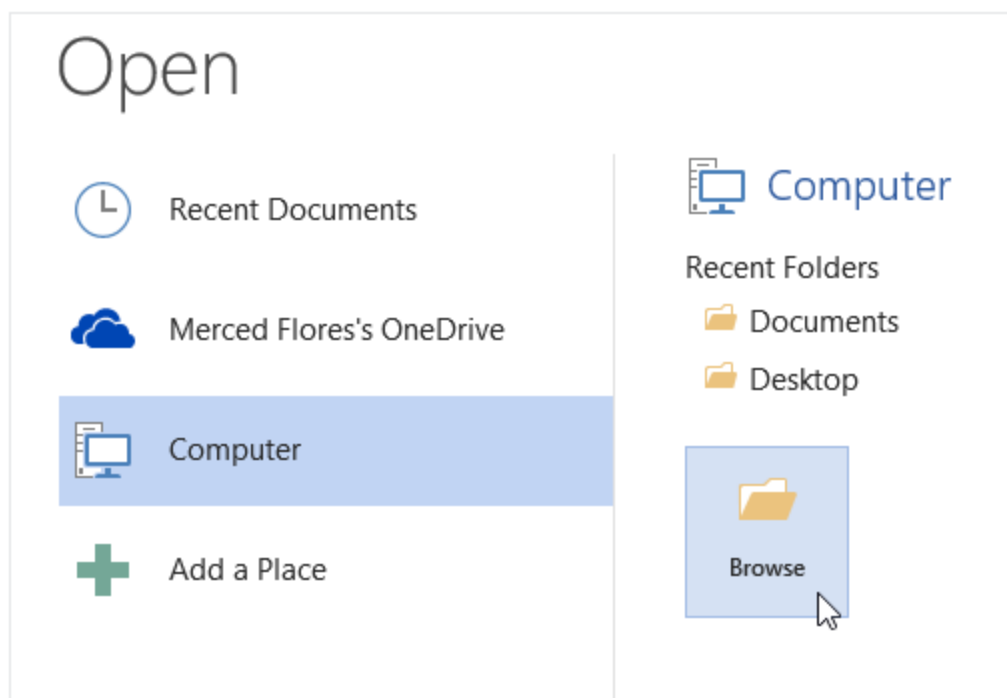 Open
Recent Documents
Merced Flores's OneDrive
Computer
Add a Place
Computer
Recent Folders
Documents
Desktop
Browse